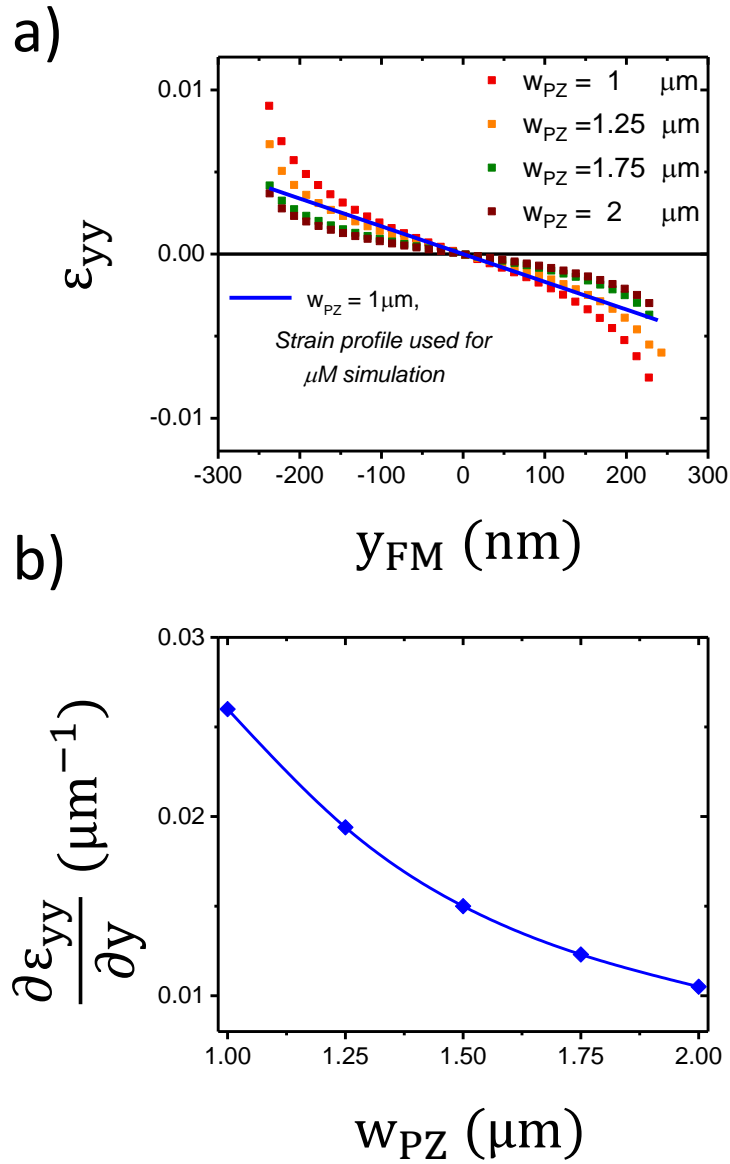 a)
0.01
0.00
-0.01
εyy
w_PZ = 1 μm
w_PZ =1.25 μm
w_PZ =1.75 μm
w_PZ = 2 μm
w_PZ = 1μm,
Strain profile used for
μM simulation
-300 -200 -100 0 100 200 300
y_FM (nm)
b)
0.03
0.02
0.01
∂εyy
∂y
(μm⁻¹)
1.00 1.25 1.50 1.75 2.00
w_PZ (μm)